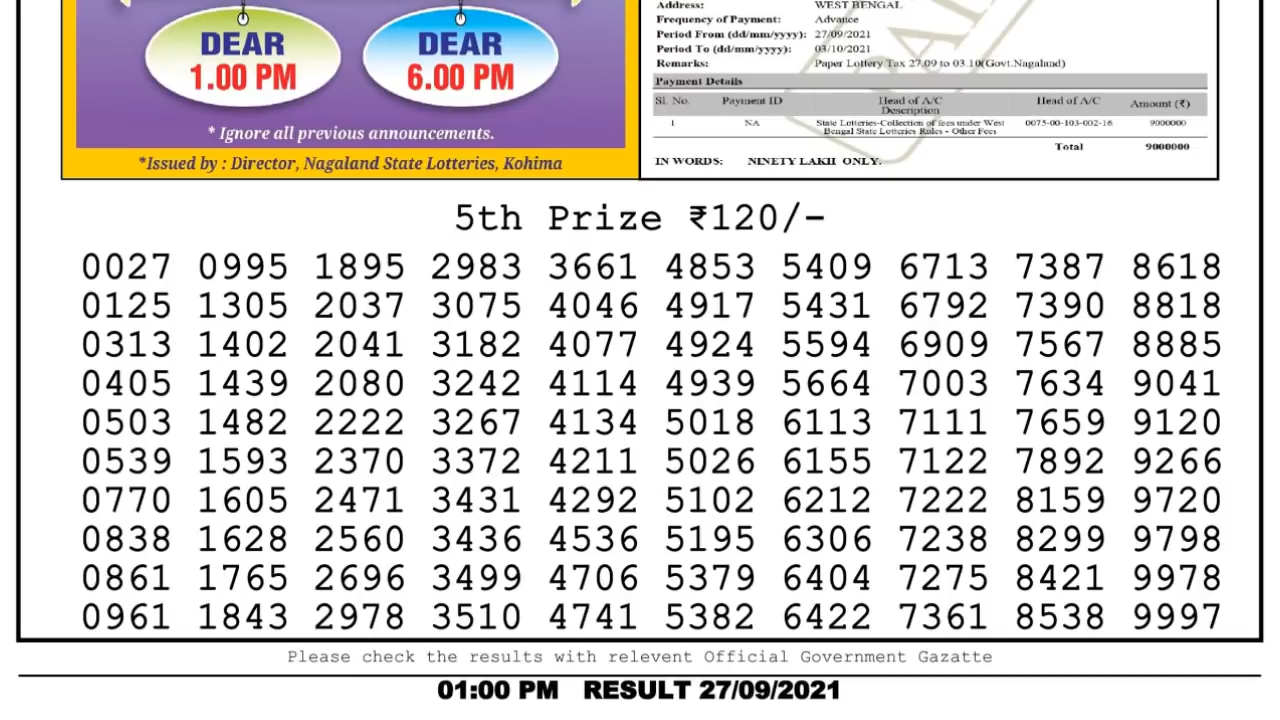 DEAR
1.00 PM
DEAR
6.00 PM
* Ignore all previous announcements.
*Issued by : Director, Nagaland State Lotteries, Kohima
Address: WEST BENGAL
Frequency of Payment: Advance
Period From (dd/mm/yyyy): 27/09/2021
Period To (dd/mm/yyyy): 03/10/2021
Remarks: Paper Lottery Tax 27.09 to 03.10(Govt.Nagaland)
Payment Details
Sl. No. Payment ID Head of A/C Description Head of A/C Amount (₹)
1 NA State Lotteries-Collection of fees under West Bengal State Lotteries Rules - Other Fees 0075-00-103-002-16 9000000
Total 9000000
IN WORDS: NINETY LAKH ONLY.
5th Prize ₹120/-
0027 0995 1895 2983 3661 4853 5409 6713 7387 8618
0125 1305 2037 3075 4046 4917 5431 6792 7390 8818
0313 1402 2041 3182 4077 4924 5594 6909 7567 8885
0405 1439 2080 3242 4114 4939 5664 7003 7634 9041
0503 1482 2222 3267 4134 5018 6113 7111 7659 9120
0539 1593 2370 3372 4211 5026 6155 7122 7892 9266
0770 1605 2471 3431 4292 5102 6212 7222 8159 9720
0838 1628 2560 3436 4536 5195 6306 7238 8299 9798
0861 1765 2696 3499 4706 5379 6404 7275 8421 9978
0961 1843 2978 3510 4741 5382 6422 7361 8538 9997
Please check the results with relevent Official Government Gazatte
01:00 PM RESULT 27/09/2021